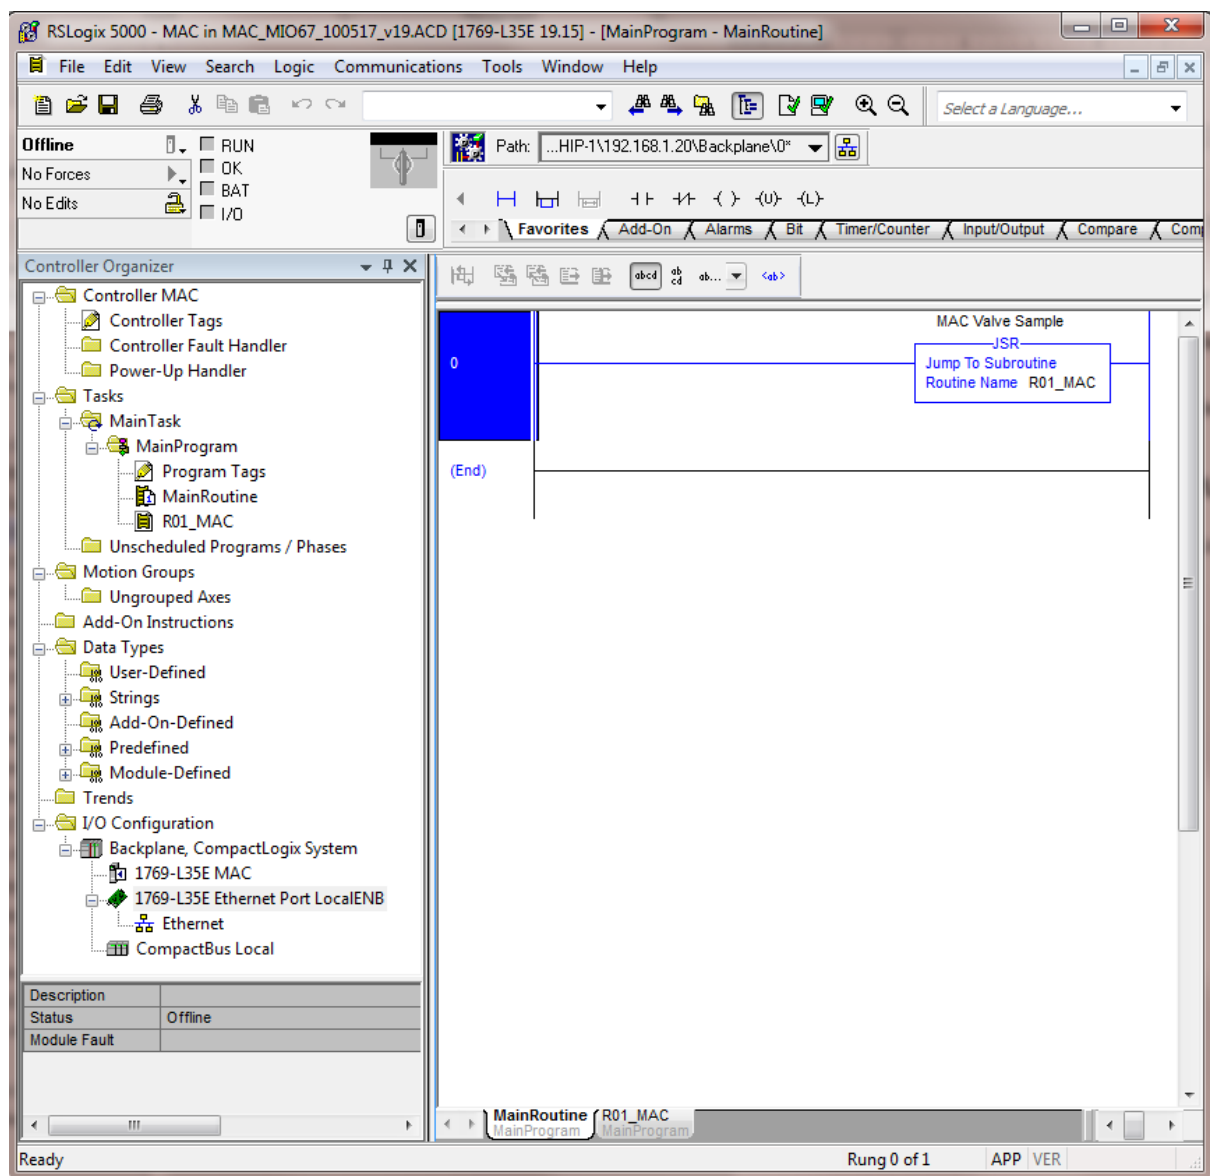 RSLogix 5000 - MAC in MAC_MIO67_100517_v19.ACD [1769-L35E 19.15] - [MainProgram - MainRoutine]
File Edit View Search Logic Communications Tools Window Help
Select a Language...
Offline
RUN
No Forces
OK
BAT
No Edits
I/O
Path: ...HIP-1\192.168.1.20\Backplane\0*
(U) (L)
Favorites Add-On Alarms Bit Timer/Counter Input/Output Compare
Controller Organizer
abcd ab cd ab... <ab>
Controller MAC
Controller Tags
Controller Fault Handler
Power-Up Handler
Tasks
MainTask
MainProgram
Program Tags
MainRoutine
R01_MAC
Unscheduled Programs / Phases
Motion Groups
Ungrouped Axes
Add-On Instructions
Data Types
User-Defined
Strings
Add-On-Defined
Predefined
Module-Defined
Trends
I/O Configuration
Backplane, CompactLogix System
1769-L35E MAC
1769-L35E Ethernet Port LocalENB
Ethernet
CompactBus Local
Description
Status Offline
Module Fault
MAC Valve Sample
JSR
0
Jump To Subroutine
Routine Name R01_MAC
(End)
MainRoutine R01_MAC
MainProgram MainProgram
Ready
Rung 0 of 1 APP VER